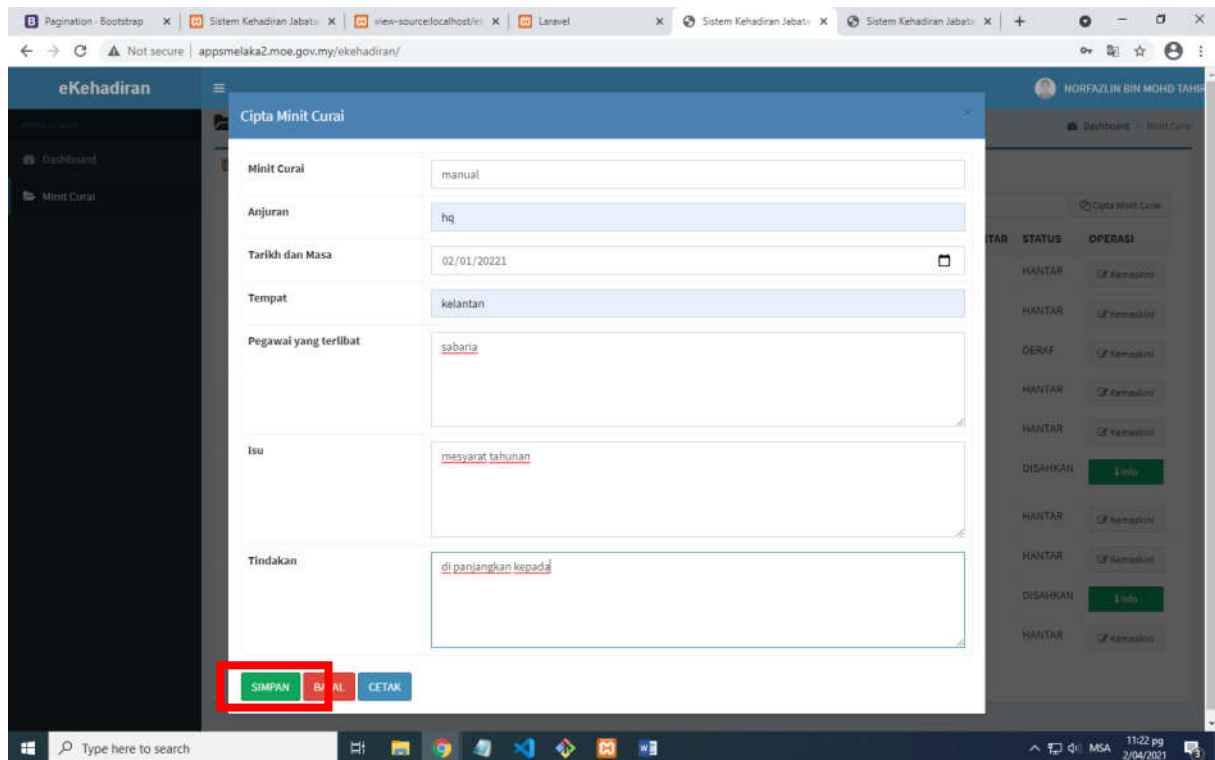 Pagination · Bootstrap
Sistem Kehadiran Jabata
view-source:localhost/el
Laravel
Sistem Kehadiran Jabata
Sistem Kehadiran Jabata
Not secure | appsmelaka2.moe.gov.my/ekehadiran/
eKehadiran
NORFAZLIN BIN MOHD TAHIR
Cipta Minit Curai
Dashboard > Minit Curai
Dashboard
Minit Curai
Cipta Minit Curai
Minit Curai
manual
Anjuran
hq
TAR STATUS OPERASI
Tarikh dan Masa
02/01/20221
HANTAR Kemaskini
Tempat
kelantan
HANTAR Kemaskini
Pegawai yang terlibat
sabaria
DERAF Kemaskini
HANTAR Kemaskini
HANTAR Kemaskini
Isu
mesyarat tahunan
DISAHKAN Info
HANTAR Kemaskini
Tindakan
di panjangkan kepada
HANTAR Kemaskini
DISAHKAN Info
HANTAR Kemaskini
SIMPAN
CETAK
Type here to search
MSA
11:22 pg
2/04/2021